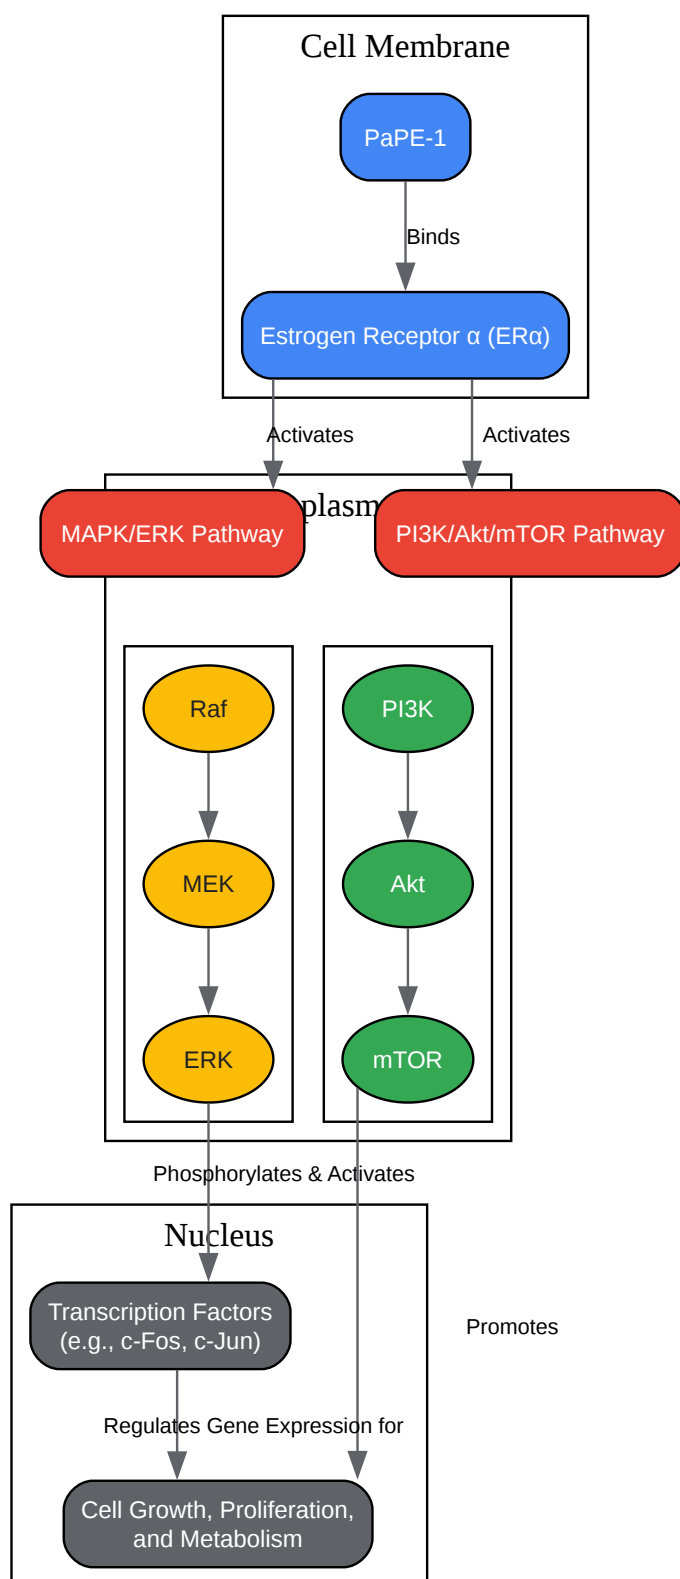 Cell Membrane
PaPE-1
Binds
Estrogen Receptor α (ERα)
Activates
Activates
plasm
MAPK/ERK Pathway
PI3K/Akt/mTOR Pathway
Raf
PI3K
MEK
Akt
ERK
mTOR
Phosphorylates & Activates
Nucleus
Transcription Factors
(e.g., c-Fos, c-Jun)
Promotes
Regulates Gene Expression for
Cell Growth, Proliferation,
and Metabolism